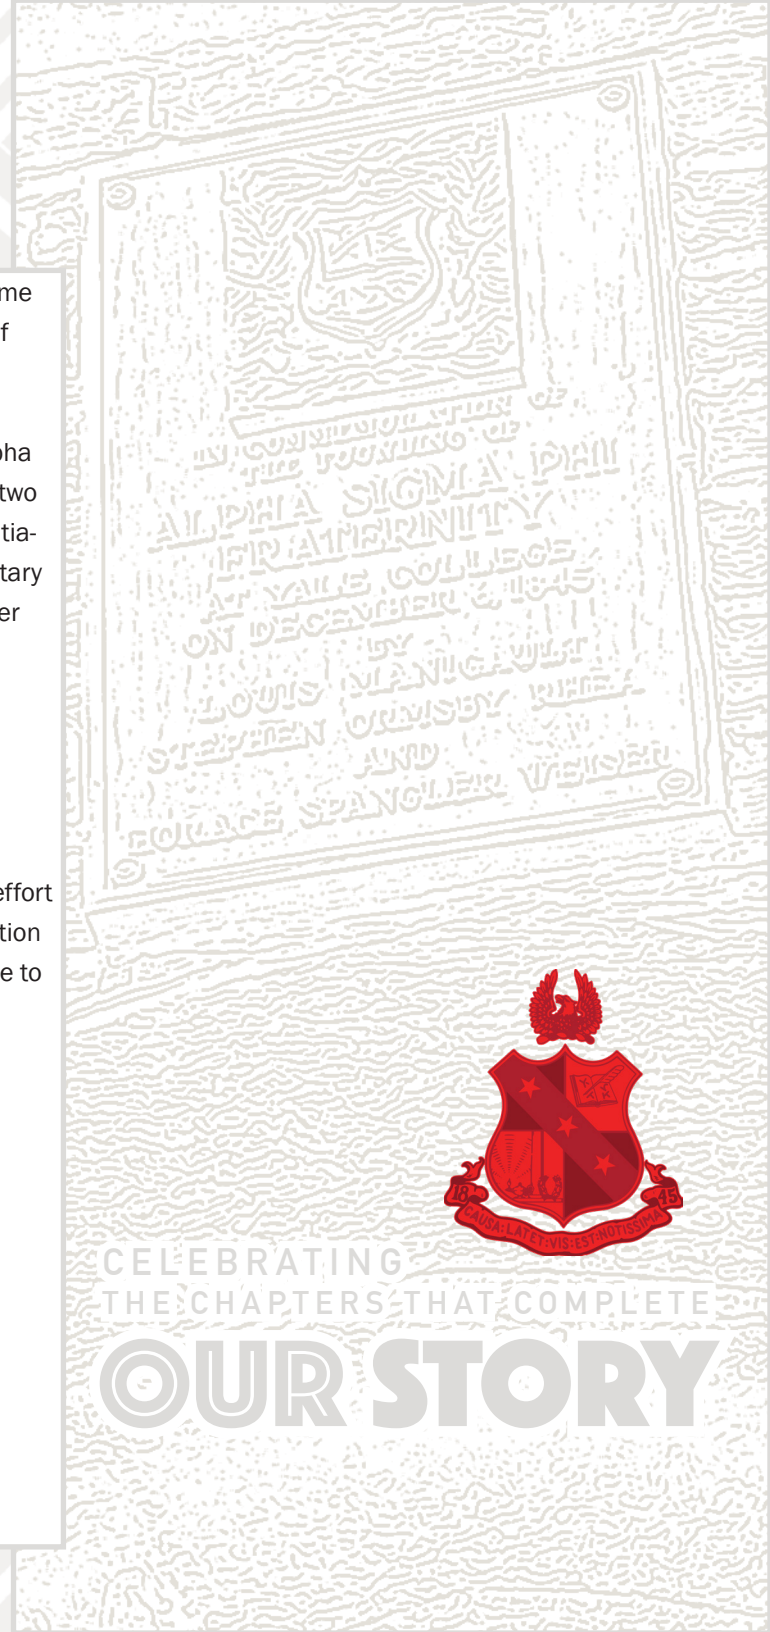 me
f
pha
two
tia-
tary
er
effort
tion
e to
IN COMMEMORATION OF
THE FOUNDING OF
ALPHA SIGMA PHI
FRATERNITY
AT YALE COLLEGE
ON DECEMBER 6, 1845
BY
LOUIS MANIGAULT
STEPHEN ORMSBY RHEA
AND
HORACE SPANGLER WEISER
18 45
CAUSA:LATET:VIS:EST:NOTISSIMA
CELEBRATING
THE CHAPTERS THAT COMPLETE
OUR STORY